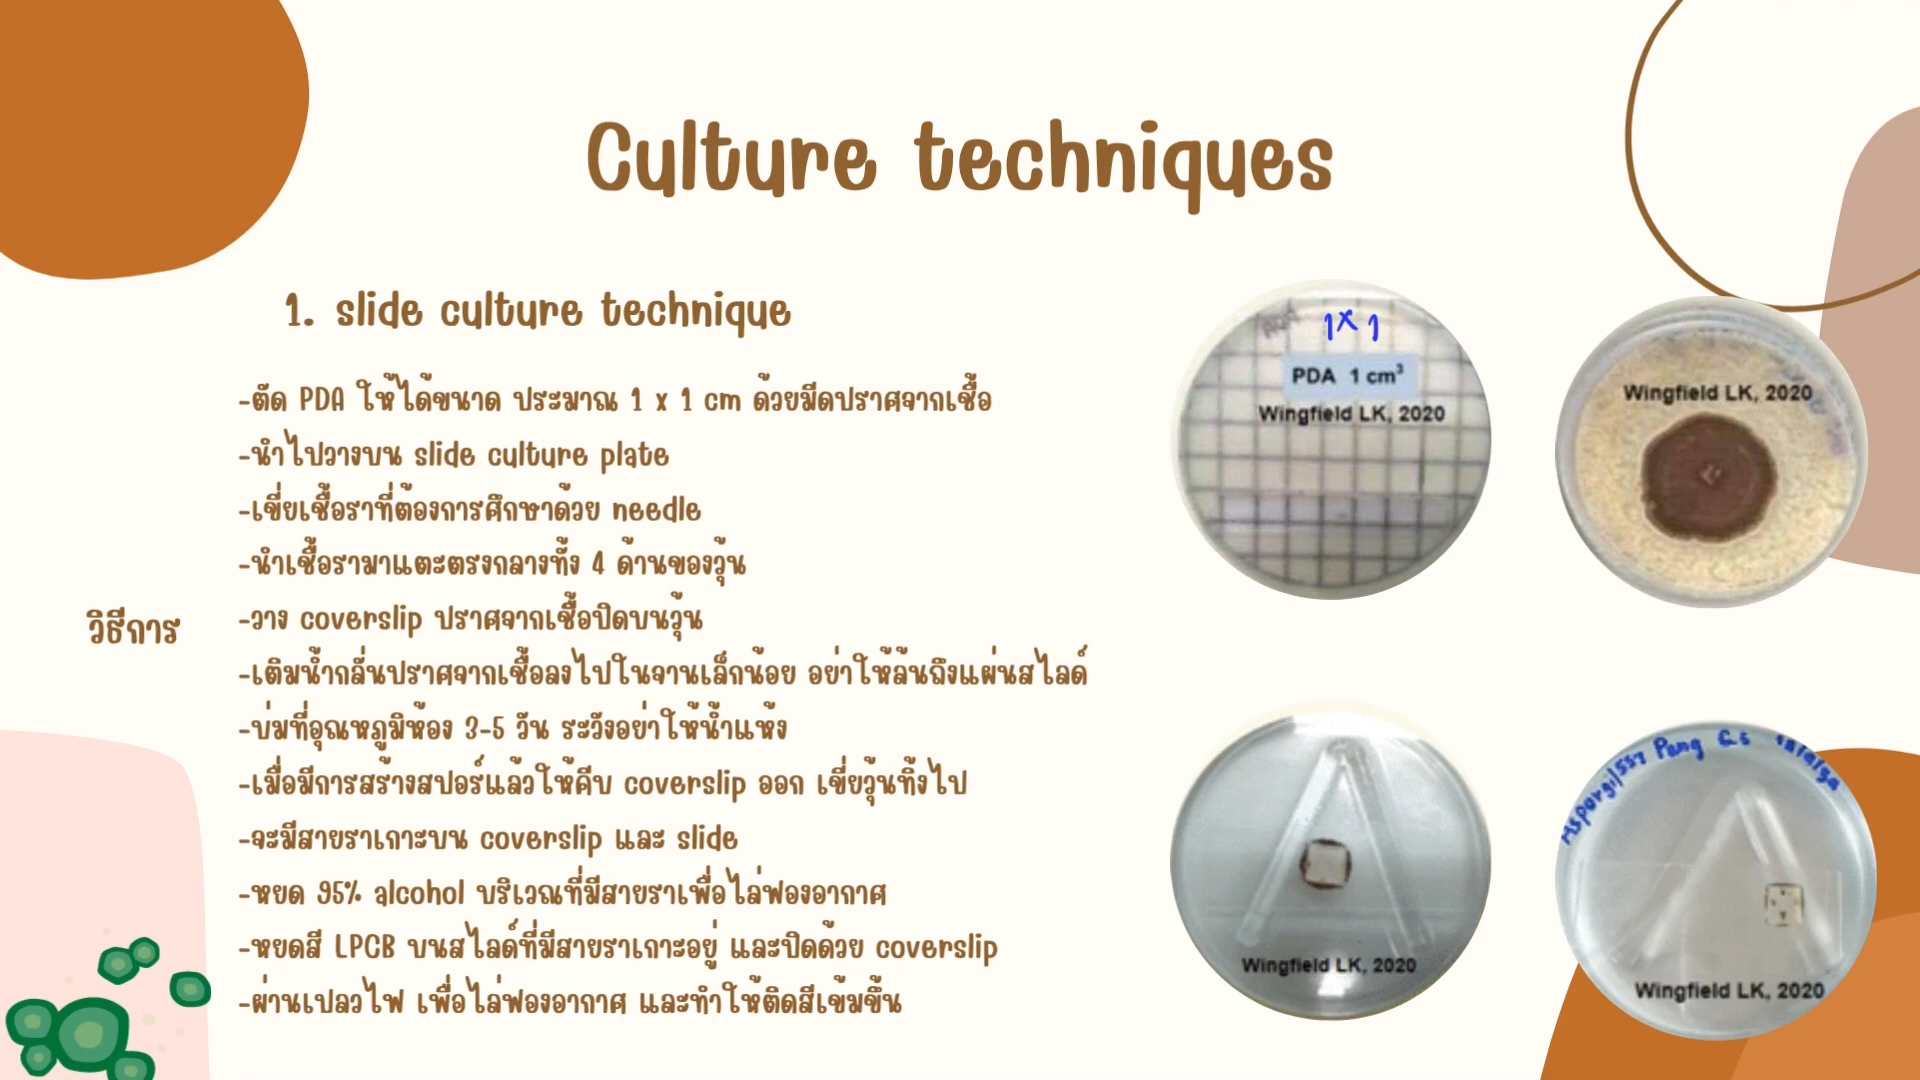 Culture techniques
1. slide culture technique
วิธีการ
-ตัด PDA ให้ได้ขนาด ประมาณ 1 x 1 cm ด้วยมีดปราศจากเชื้อ
-นำไปวางบน slide culture plate
-เขี่ยเชื้อราที่ต้องการศึกษาด้วย needle
-นำเชื้อรามาแตะตรงกลางทั้ง 4 ด้านของวุ้น
-วาง coverslip ปราศจากเชื้อปิดบนวุ้น
-เติมน้ำกลั่นปราศจากเชื้อลงไปในจานเล็กน้อย อย่าให้ล้นถึงแผ่นสไลด์
-บ่มที่อุณหภูมิห้อง 3-5 วัน ระวังอย่าให้น้ำแห้ง
-เมื่อมีการสร้างสปอร์แล้วให้คีบ coverslip ออก เขี่ยวุ้นทิ้งไป
-จะมีสายราเกาะบน coverslip และ slide
-หยด 95% alcohol บริเวณที่มีสายราเพื่อไล่ฟองอากาศ
-หยดสี LPCB บนสไลด์ที่มีสายราเกาะอยู่ และปิดด้วย coverslip
-ผ่านเปลวไฟ เพื่อไล่ฟองอากาศ และทำให้ติดสีเข้มขึ้น
1x1
PDA 1 cm³
Wingfield LK, 2020
Wingfield LK, 2020
Wingfield LK, 2020
Pang
Wingfield LK, 2020